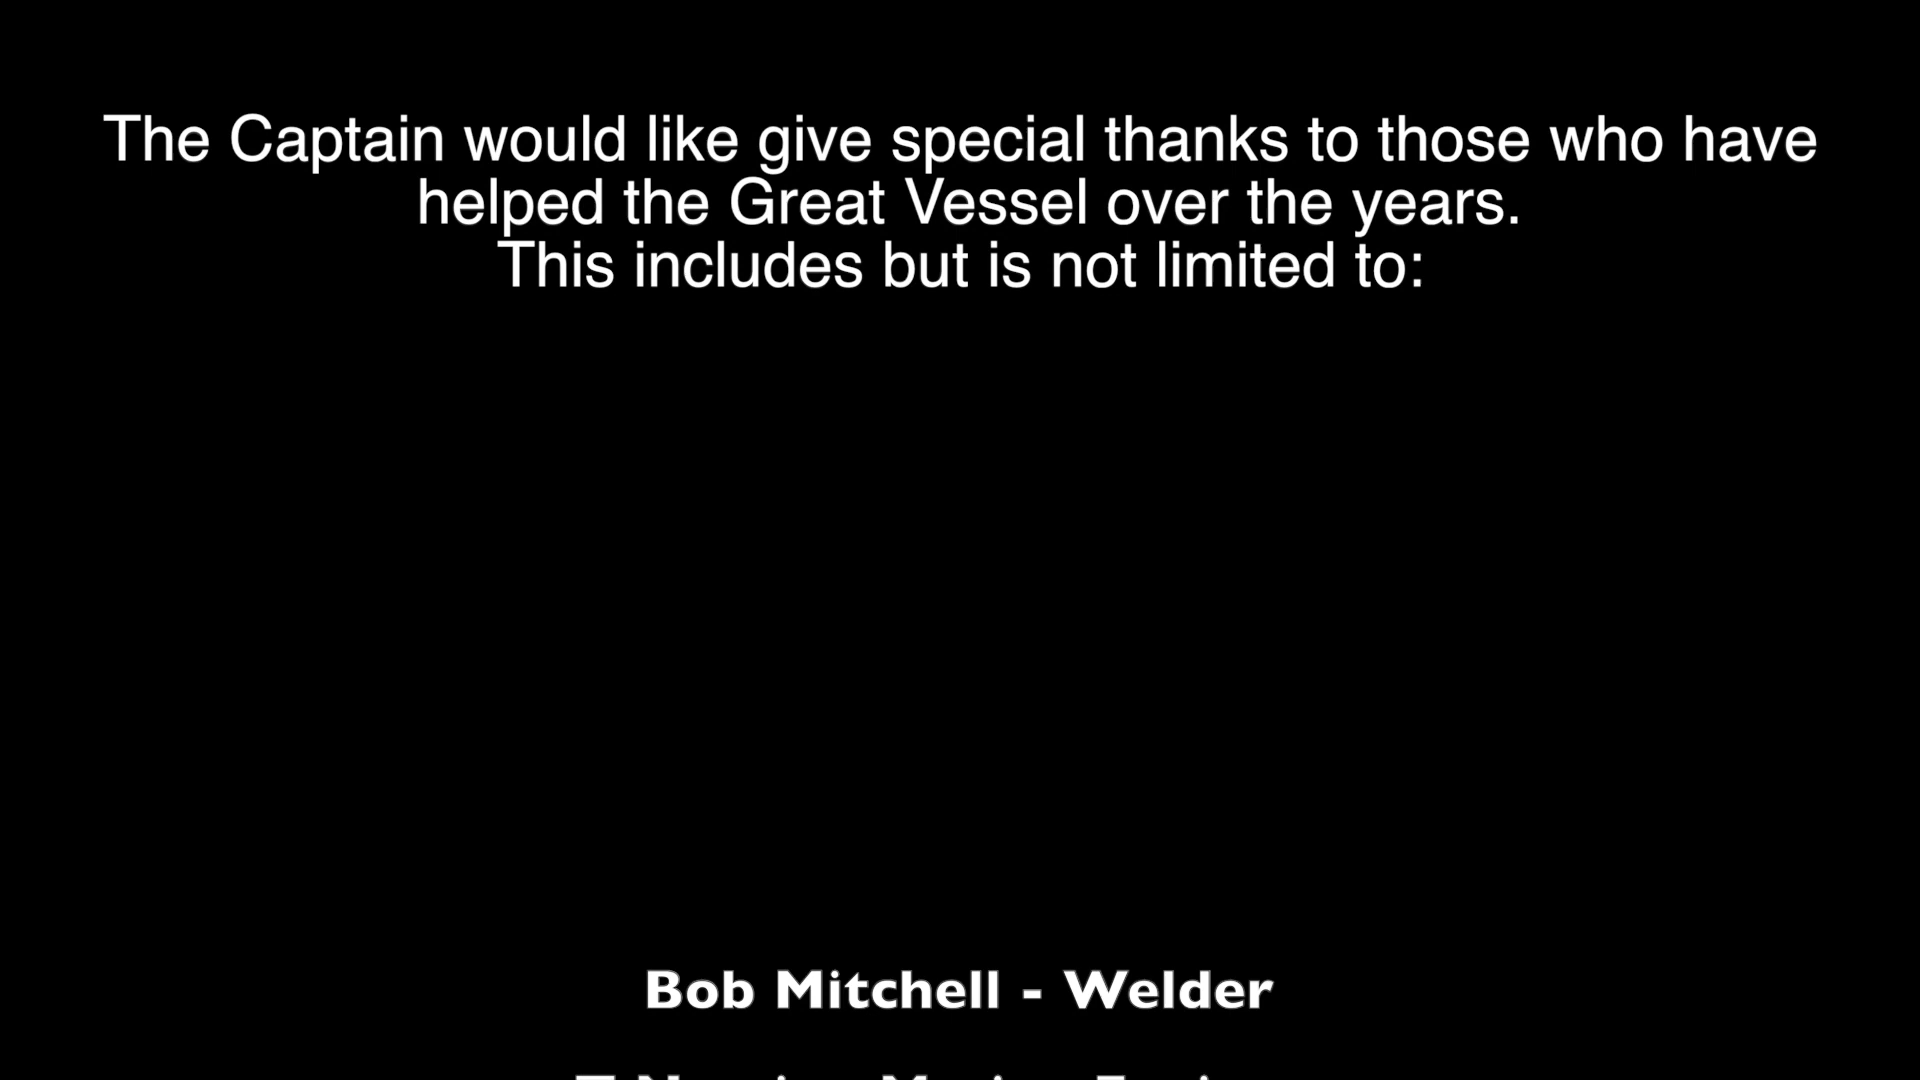 The Captain would like give special thanks to those who have
helped the Great Vessel over the years.
This includes but is not limited to:
Bob Mitchell - Welder